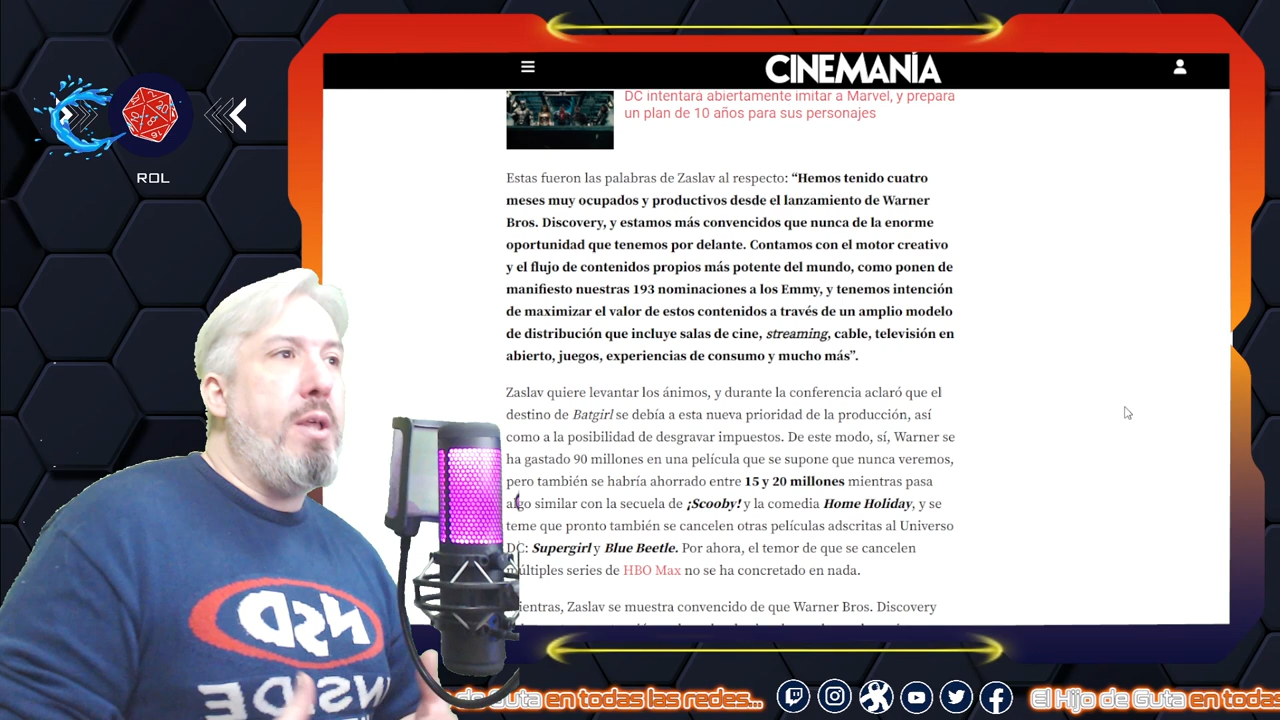 CINEMANÍA
DC intentara abiertamente imitar a Marvel, y prepara
un plan de 10 años para sus personajes
ROL
Estas fueron las palabras de Zaslav al respecto: “Hemos tenido cuatro
meses muy ocupados y productivos desde el lanzamiento de Warner
Bros. Discovery, y estamos más convencidos que nunca de la enorme
oportunidad que tenemos por delante. Contamos con el motor creativo
y el flujo de contenidos propios más potente del mundo, como ponen de
manifiesto nuestras 193 nominaciones a los Emmy, y tenemos intención
de maximizar el valor de estos contenidos a través de un amplio modelo
de distribución que incluye salas de cine, streaming, cable, televisión en
abierto, juegos, experiencias de consumo y mucho más”.
Zaslav quiere levantar los ánimos, y durante la conferencia aclaró que el
destino de Batgirl se debía a esta nueva prioridad de la producción, así
como a la posibilidad de desgravar impuestos. De este modo, sí, Warner se
ha gastado 90 millones en una película que se supone que nunca veremos,
pero también se habría ahorrado entre 15 y 20 millones mientras pasa
algo similar con la secuela de ¡Scooby! y la comedia Home Holiday, y se
teme que pronto también se cancelen otras películas adscritas al Universo
DC: Supergirl y Blue Beetle. Por ahora, el temor de que se cancelen
múltiples series de HBO Max no se ha concretado en nada.
Mientras, Zaslav se muestra convencido de que Warner Bros. Discovery
NSD
INSIDE
de Guta en todas las redes...
El Hijo de Guta en todas